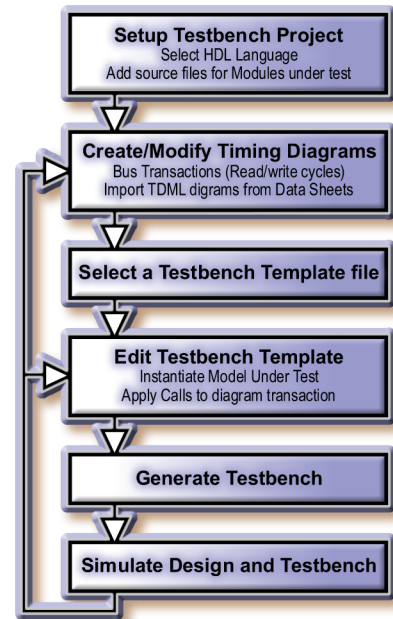 Setup Testbench Project
Select HDL Language
Add source files for Modules under test
Create/Modify Timing Diagrams
Bus Transactions (Read/write cycles)
Import TDML digrams from Data Sheets
Select a Testbench Template file
Edit Testbench Template
Instantiate Model Under Test
Apply Calls to diagram transaction
Generate Testbench
Simulate Design and Testbench